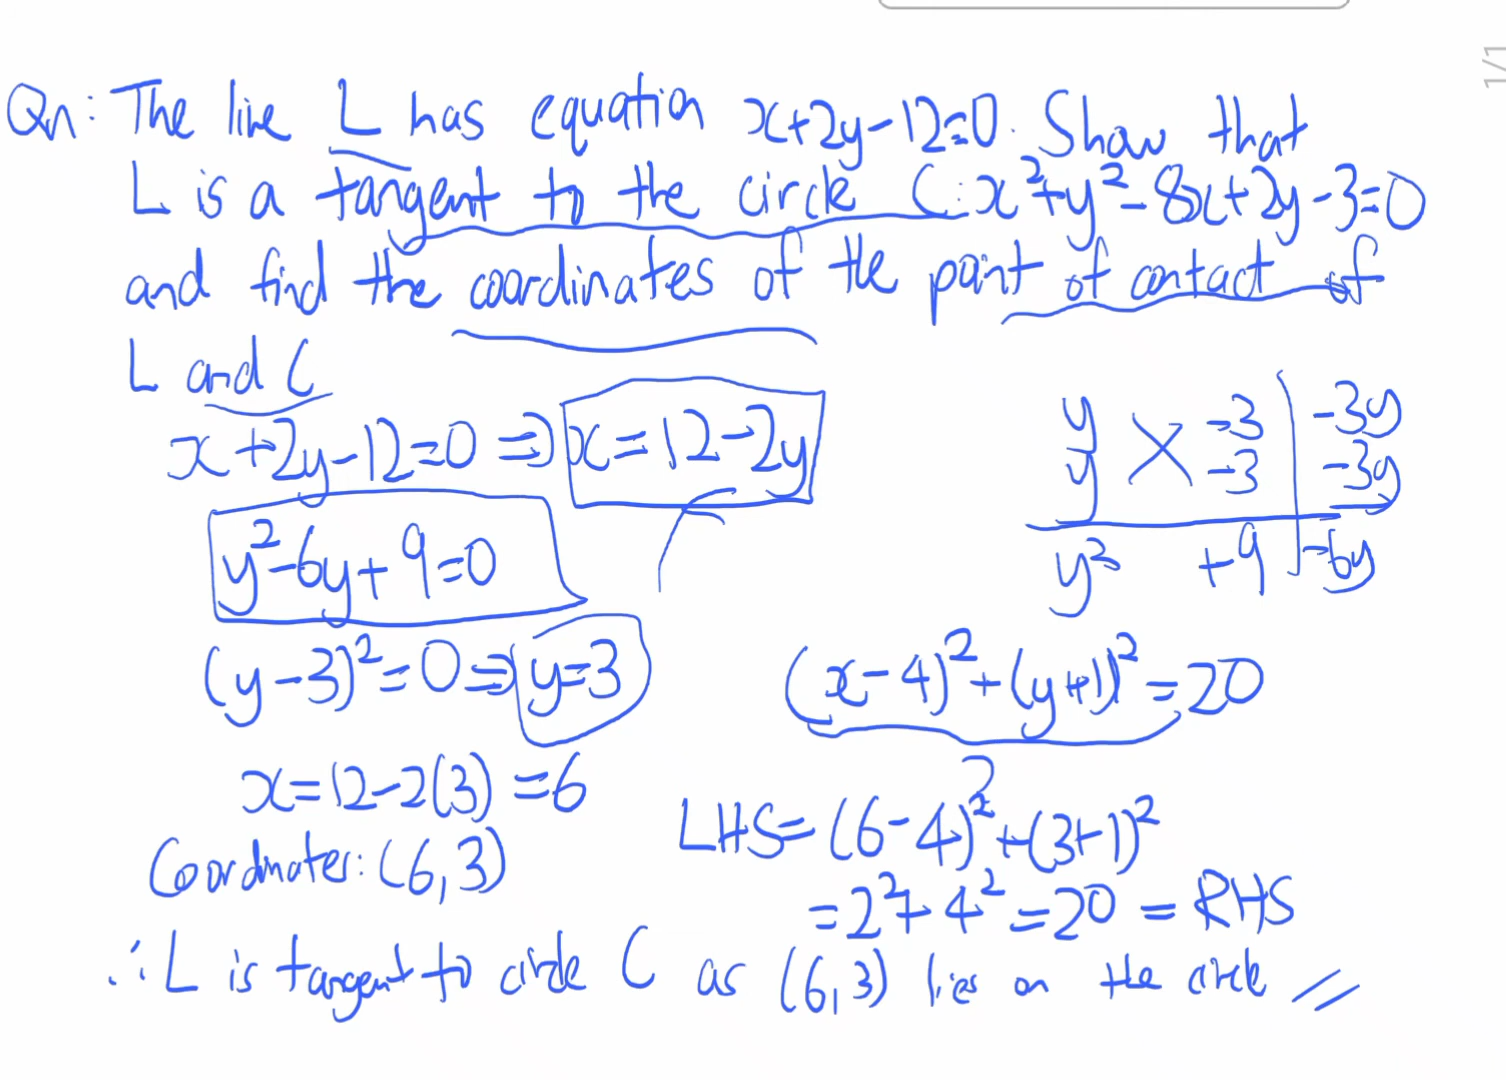 Qn: The line L has equation x+2y-12=0. Show that
L is a tangent to the circle C: x²+y²-8x+2y-3=0
and find the coordinates of the point of contact of
L and C
x+2y-12=0 ⇒ x=12-2y
y²-6y+9=0
(y-3)²=0 ⇒ y=3
x=12-2(3)=6
Coordinates: (6,3)
y × -3 | -3y
y -3 | -3y
y² +9 | -6y
(x-4)²+(y+1)²=20
?
LHS=(6-4)²+(3+1)²
=2²+4²=20=RHS
∴ L is tangent to circle C as (6,3) lies on the circle //
1/1